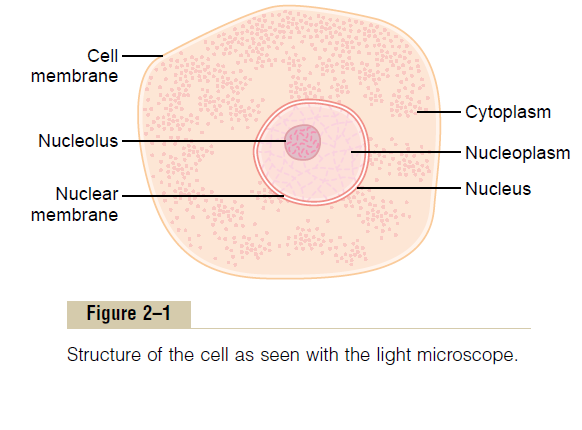 Cell
membrane
Nucleolus
Nuclear
membrane
Cytoplasm
Nucleoplasm
Nucleus
Figure 2–1
Structure of the cell as seen with the light microscope.